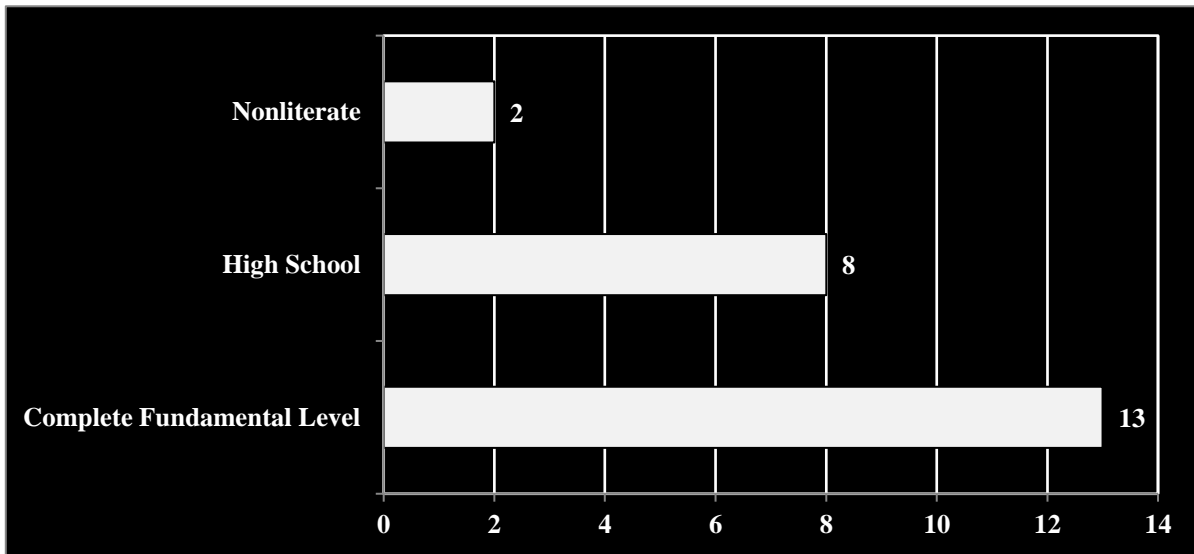 Nonliterate
2
High School
8
Complete Fundamental Level
13
0 2 4 6 8 10 12 14